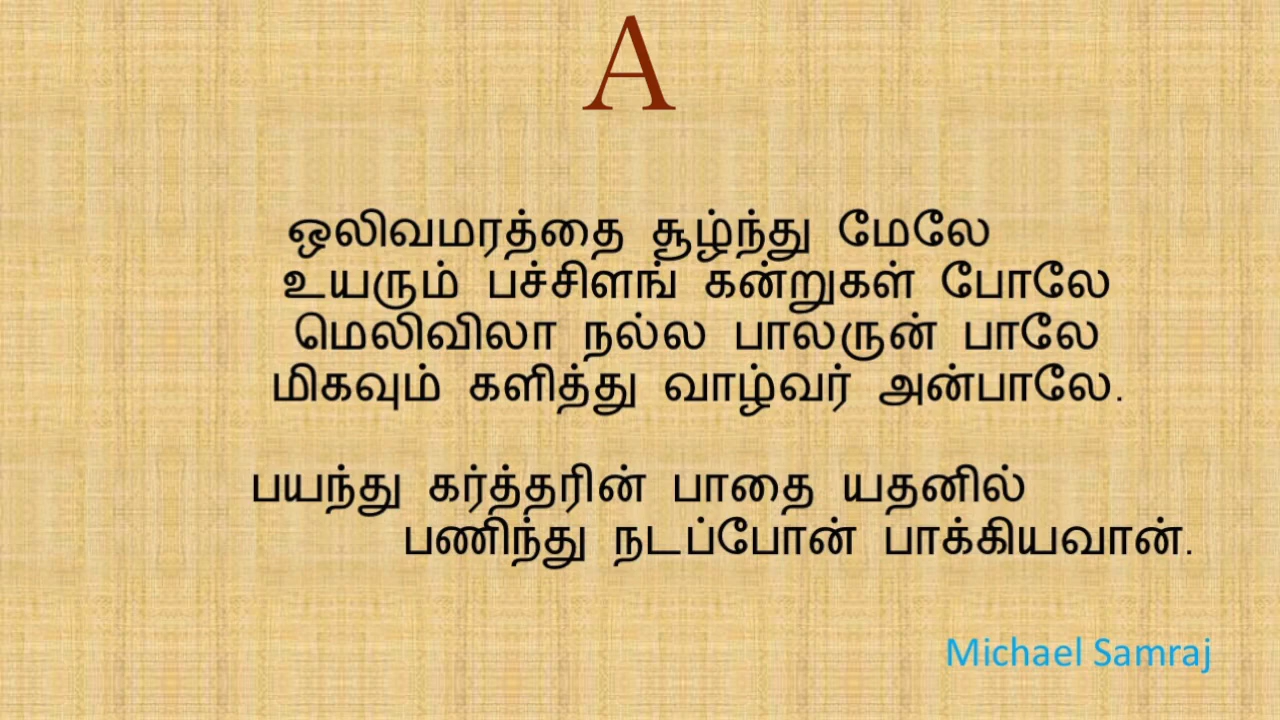 A
ஒலிவமரத்தை சூழ்ந்து மேலே
உயரும் பச்சிளங் கன்றுகள் போலே
மெலிவிலா நல்ல பாலருன் பாலே
மிகவும் களித்து வாழ்வர் அன்பாலே.
பயந்து கர்த்தரின் பாதை யதனில்
பணிந்து நடப்போன் பாக்கியவான்.
Michael Samraj